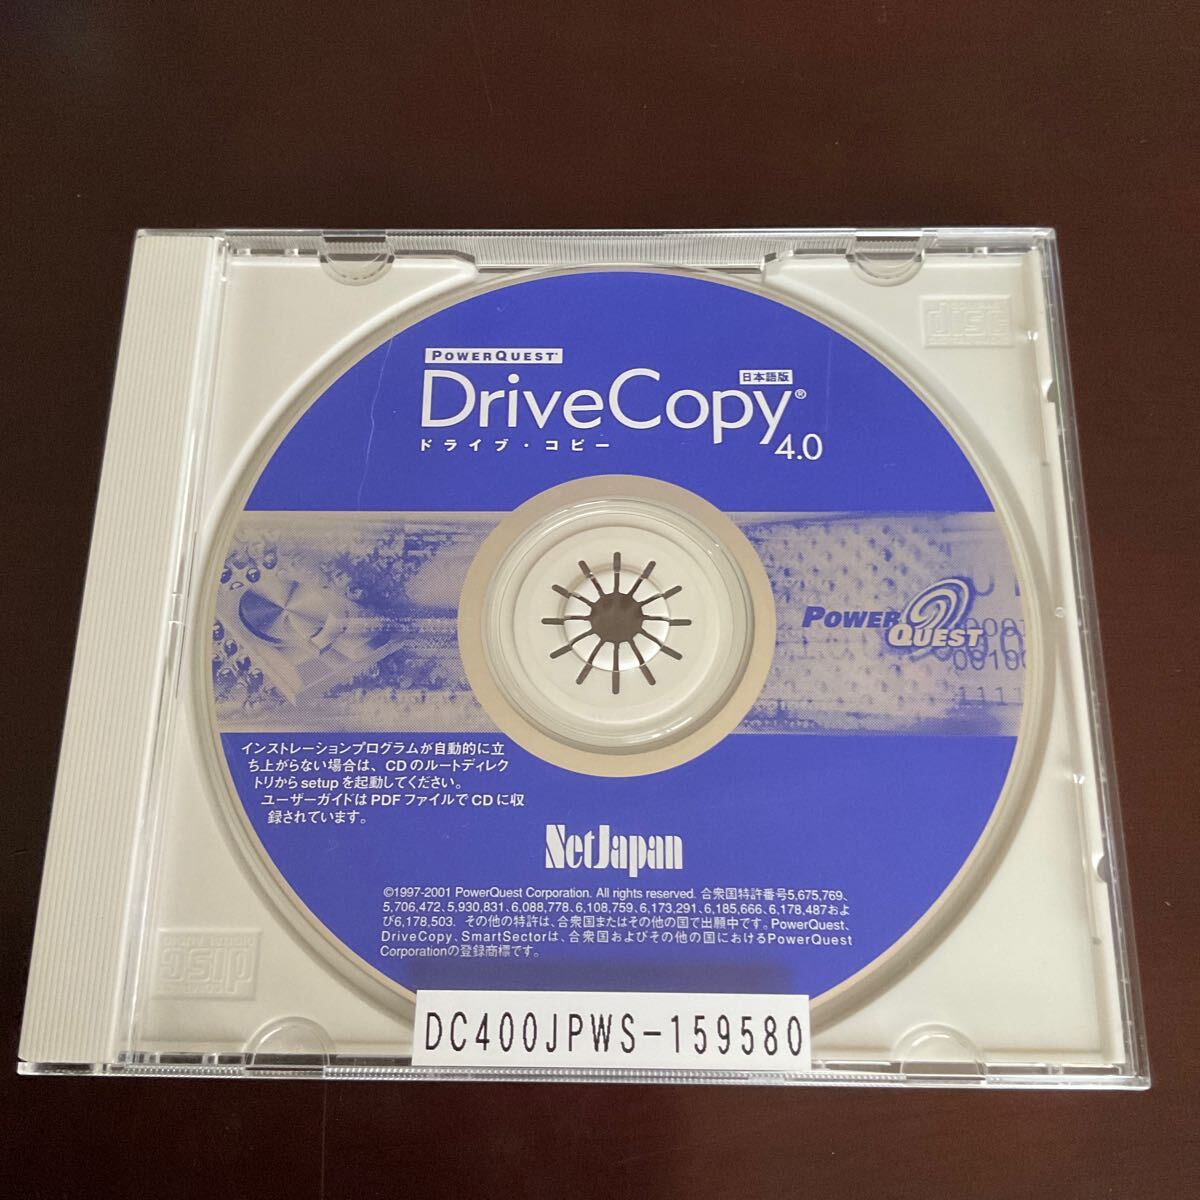 POWERQUEST
日本語版
DriveCopy®
4.0
ドライブ・コピー
disc
POWERQUEST
00100
インストレーションプログラムが自動的に立
ち上がらない場合は、CDのルートディレク
トリから setup を起動してください。
ユーザーガイドは PDF ファイルで CD に収
録されています。
NetJapan
©1997-2001 PowerQuest Corporation. All rights reserved. 合衆国特許番号5,675,769,
5,706,472, 5,930,831, 6,088,778, 6,108,759, 6,173,291, 6,185,666, 6,178,487およ
び6,178,503. その他の特許は、合衆国またはその他の国で出願中です。PowerQuest、
DriveCopy、SmartSectorは、合衆国およびその他の国におけるPowerQuest
Corporationの登録商標です。
disc
DC400JPWS-159580